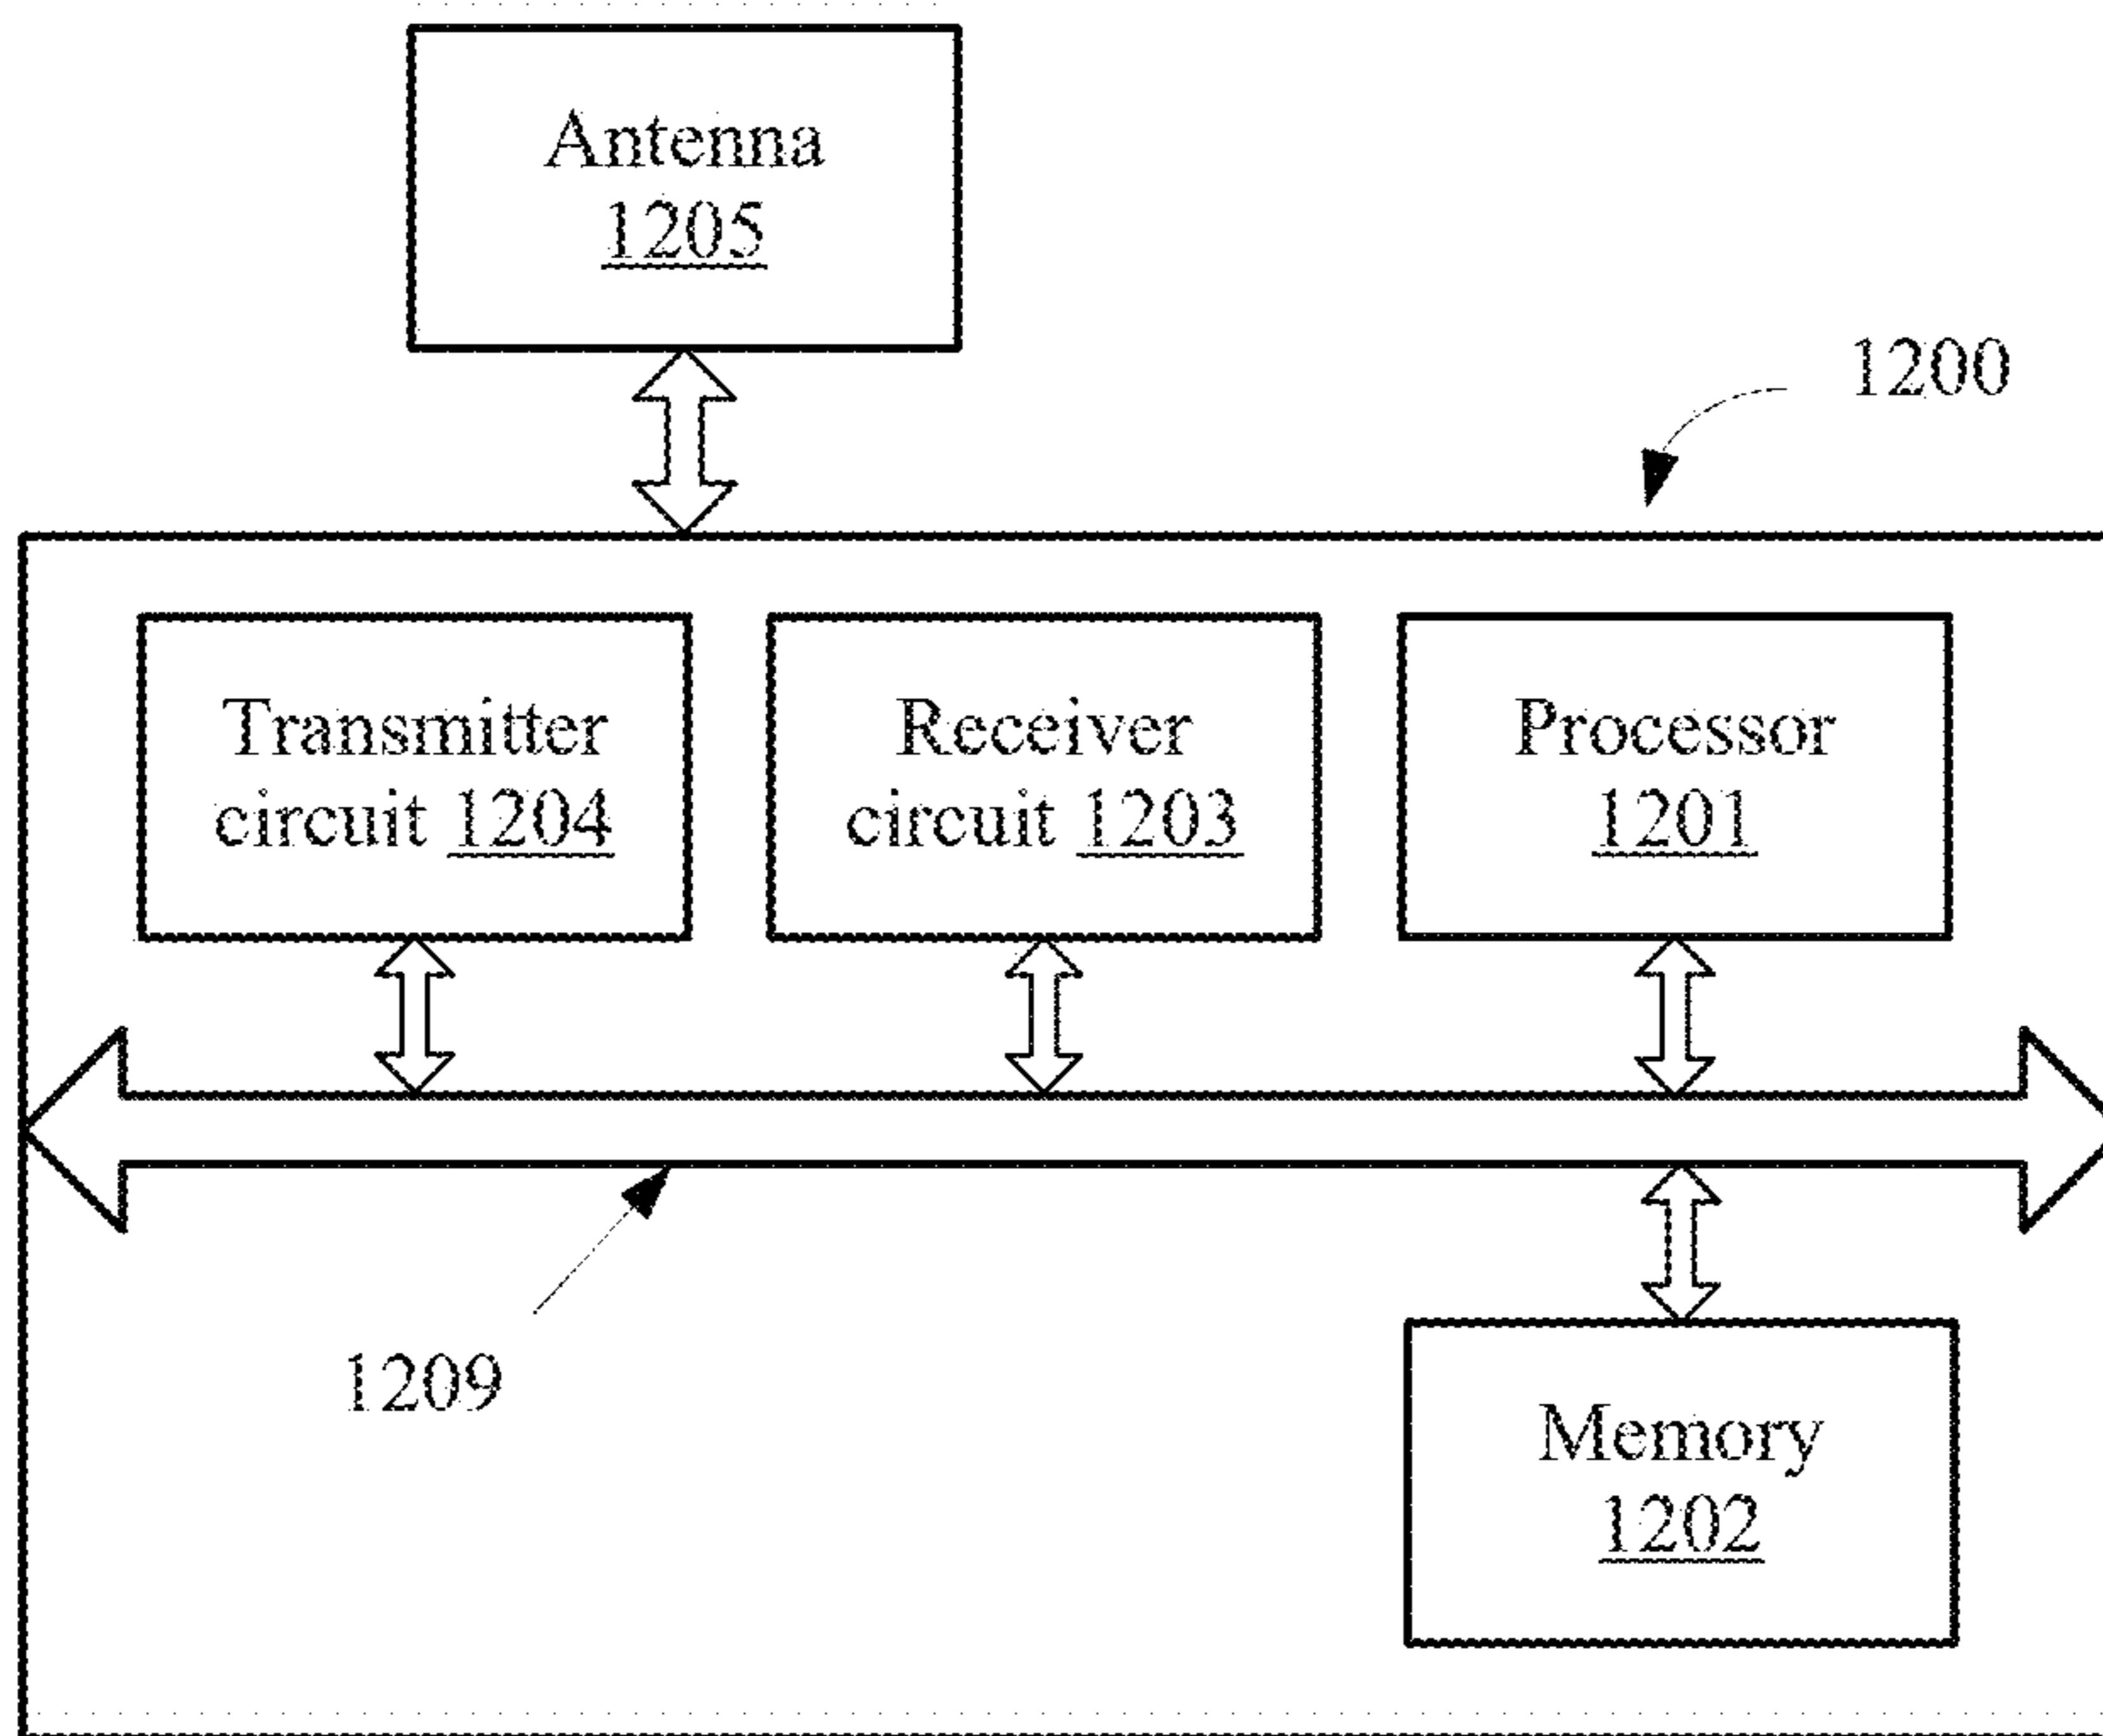 Antenna
1205
1200
Transmitter
circuit 1204
Receiver
circuit 1203
Processor
1201
1209
Memory
1202